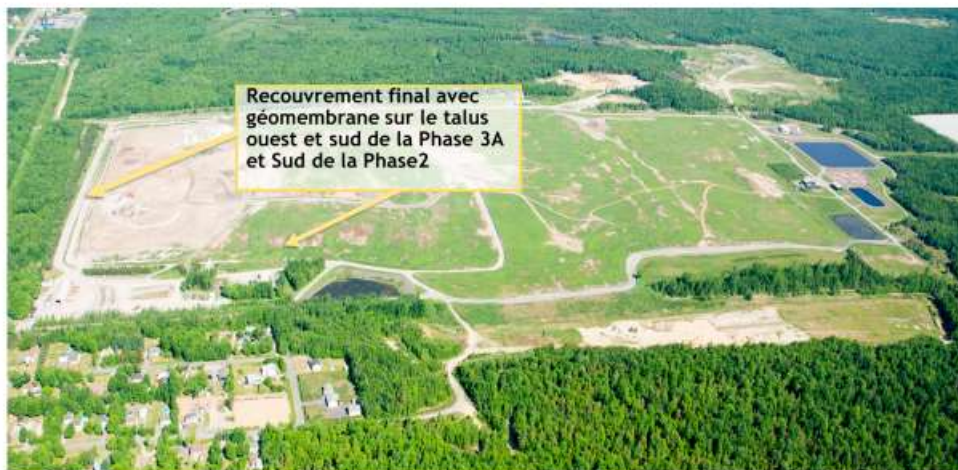 Recouvrement final avec
géomembrane sur le talus
ouest et sud de la Phase 3A
et Sud de la Phase2